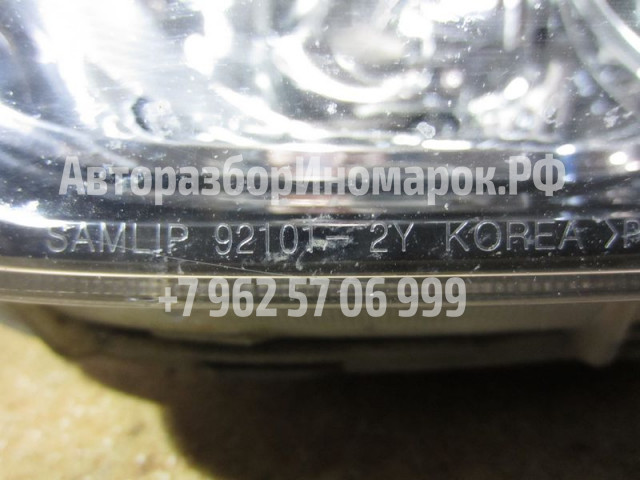 АвторазборИномарок.РФ
SAMLIP 92101-2Y KOREA
+7 962 57 06 999